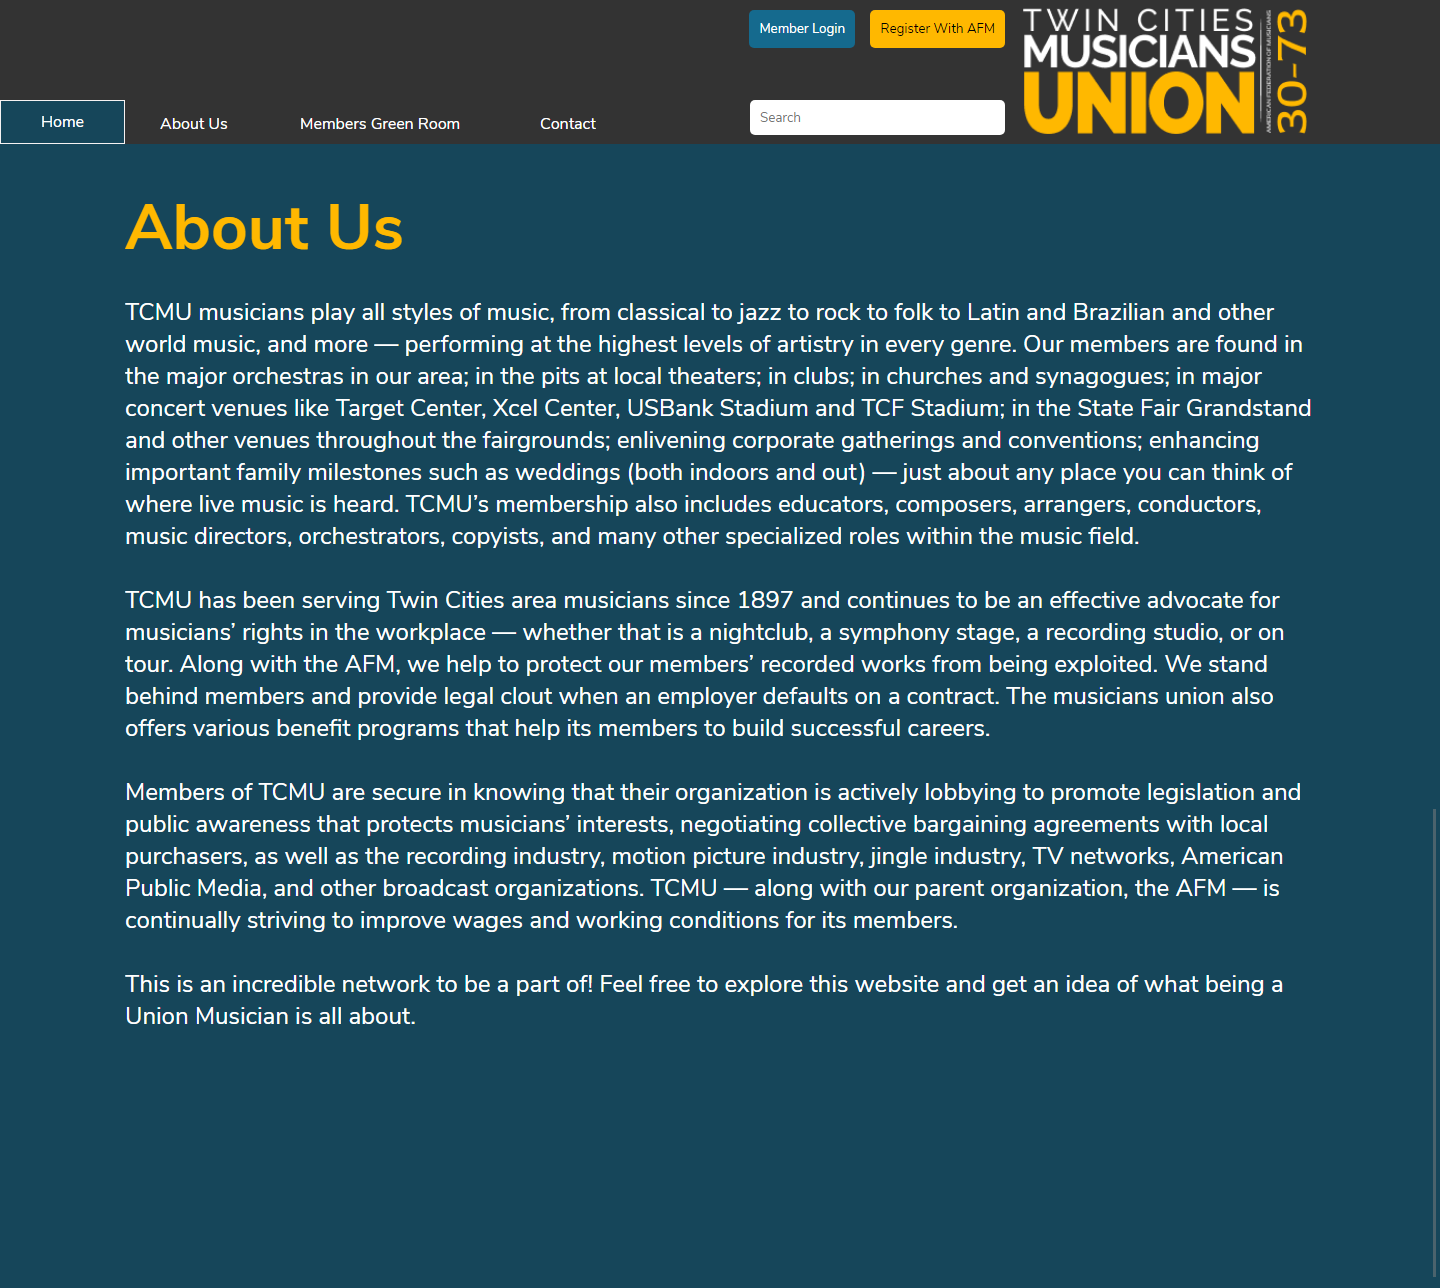 Member Login
Register With AFM
TWIN CITIES
MUSICIANS
UNION
AMERICAN FEDERATION OF MUSICIANS
30-73
Home
About Us
Members Green Room
Contact
Search
About Us
TCMU musicians play all styles of music, from classical to jazz to rock to folk to Latin and Brazilian and other
world music, and more — performing at the highest levels of artistry in every genre. Our members are found in
the major orchestras in our area; in the pits at local theaters; in clubs; in churches and synagogues; in major
concert venues like Target Center, Xcel Center, USBank Stadium and TCF Stadium; in the State Fair Grandstand
and other venues throughout the fairgrounds; enlivening corporate gatherings and conventions; enhancing
important family milestones such as weddings (both indoors and out) — just about any place you can think of
where live music is heard. TCMU’s membership also includes educators, composers, arrangers, conductors,
music directors, orchestrators, copyists, and many other specialized roles within the music field.
TCMU has been serving Twin Cities area musicians since 1897 and continues to be an effective advocate for
musicians’ rights in the workplace — whether that is a nightclub, a symphony stage, a recording studio, or on
tour. Along with the AFM, we help to protect our members’ recorded works from being exploited. We stand
behind members and provide legal clout when an employer defaults on a contract. The musicians union also
offers various benefit programs that help its members to build successful careers.
Members of TCMU are secure in knowing that their organization is actively lobbying to promote legislation and
public awareness that protects musicians’ interests, negotiating collective bargaining agreements with local
purchasers, as well as the recording industry, motion picture industry, jingle industry, TV networks, American
Public Media, and other broadcast organizations. TCMU — along with our parent organization, the AFM — is
continually striving to improve wages and working conditions for its members.
This is an incredible network to be a part of! Feel free to explore this website and get an idea of what being a
Union Musician is all about.